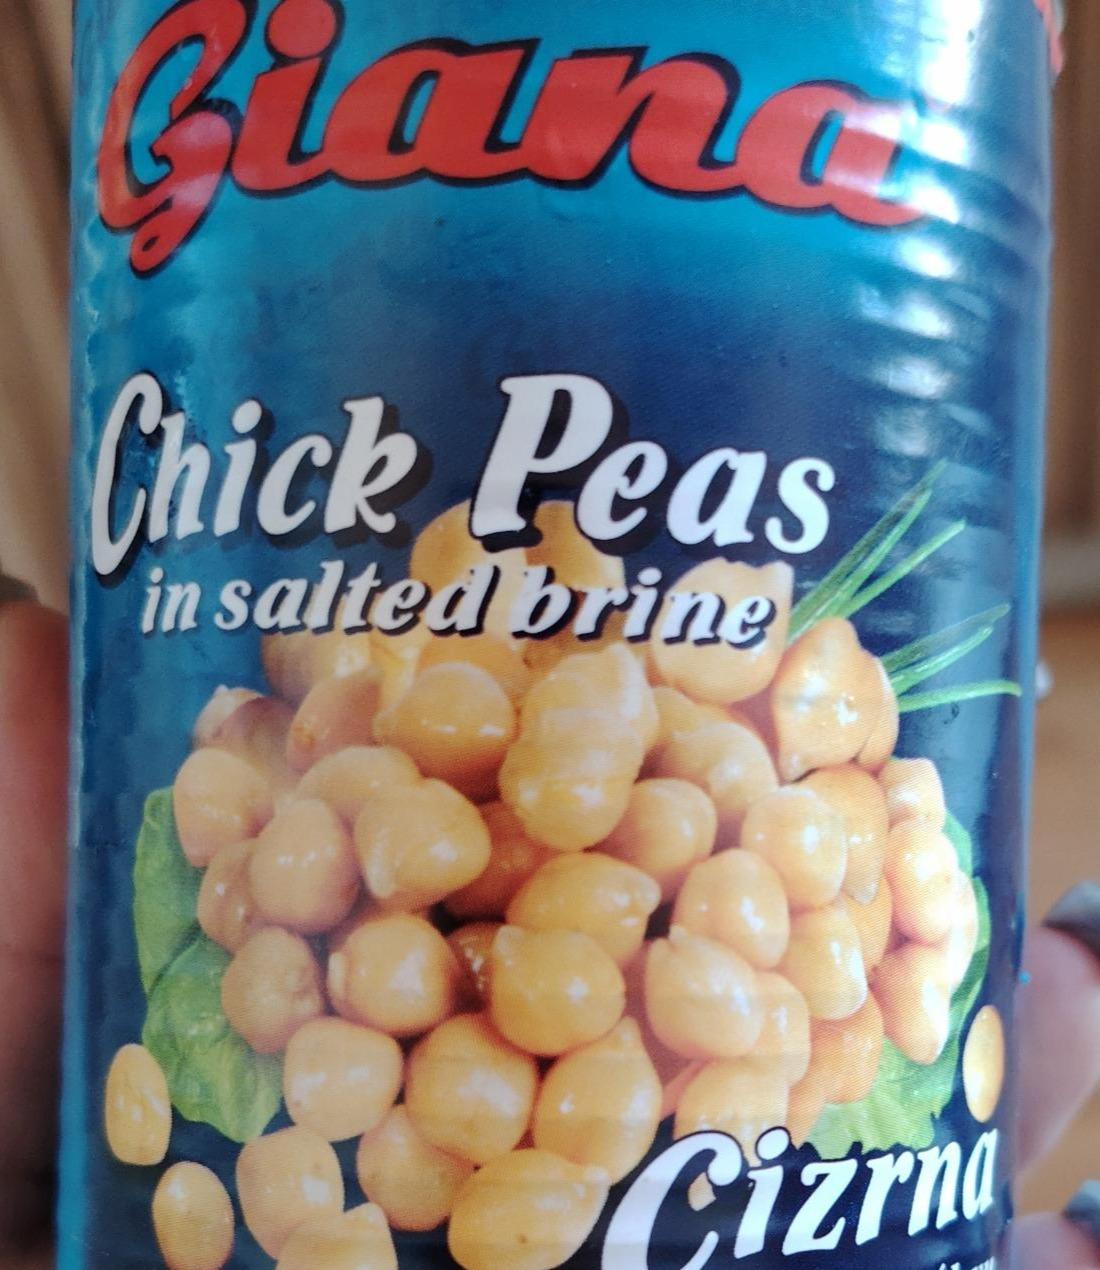 Giana
Chick Peas
in salted brine
Cizrna